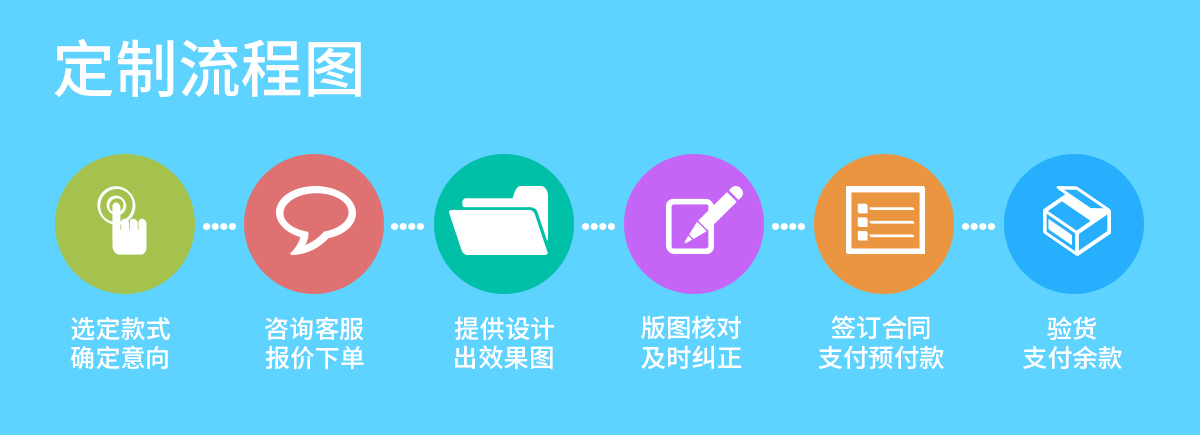 定制流程图
选定款式
确定意向
咨询客服
报价下单
提供设计
出效果图
版图核对
及时纠正
签订合同
支付预付款
验货
支付余款